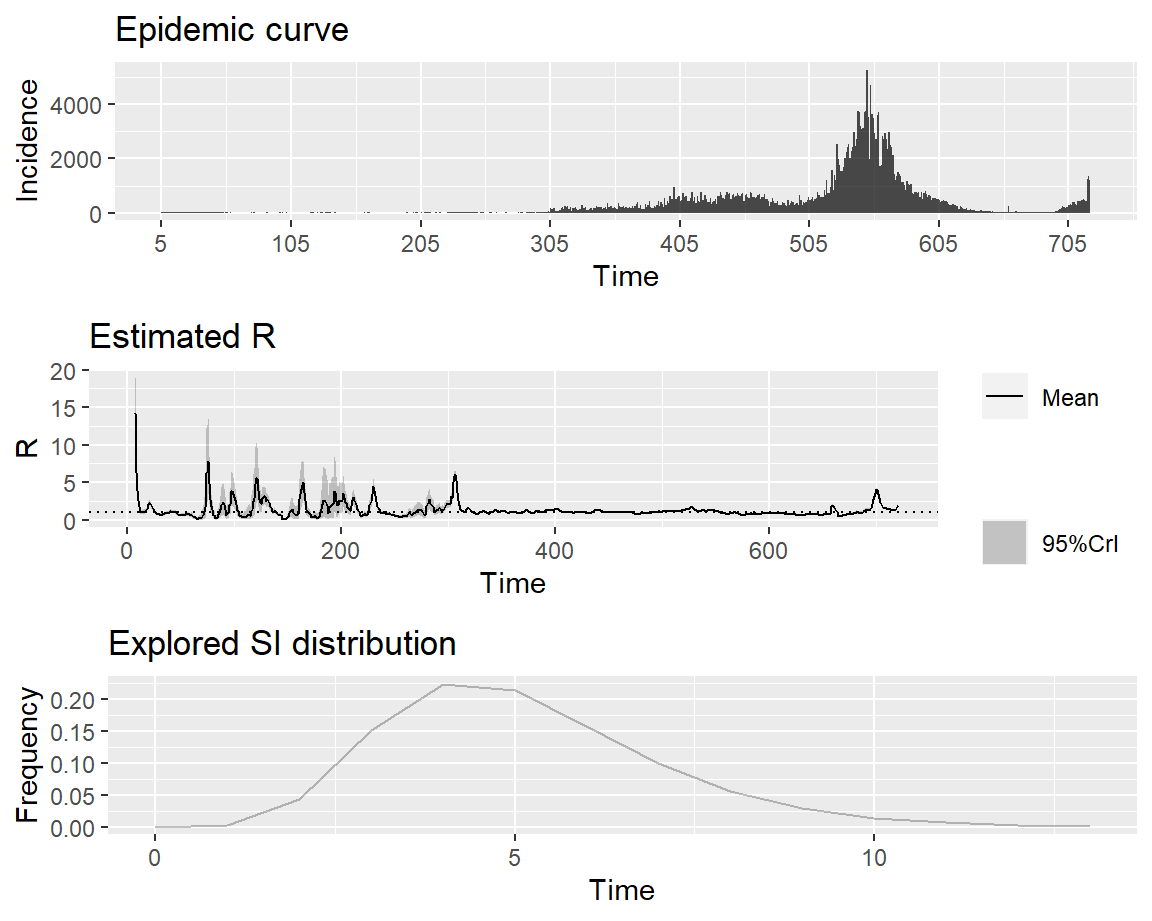 Epidemic curve
Incidence
4000
2000
0
5 105 205 305 405 505 605 705
Time
Estimated R
R
20
15
10
5
0
0 200 400 600
Time
Mean
95%CrI
Explored SI distribution
Frequency
0.20
0.15
0.10
0.05
0.00
0 5 10
Time